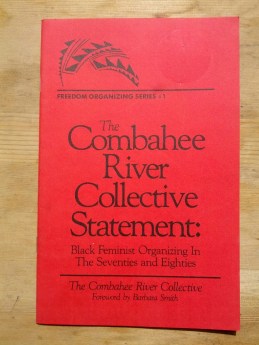 FREEDOM ORGANIZING SERIES • 1
The
Combahee
River
Collective
Statement:
Black Feminist Organizing In
The Seventies and Eighties
The Combahee River Collective
Foreword by Barbara Smith